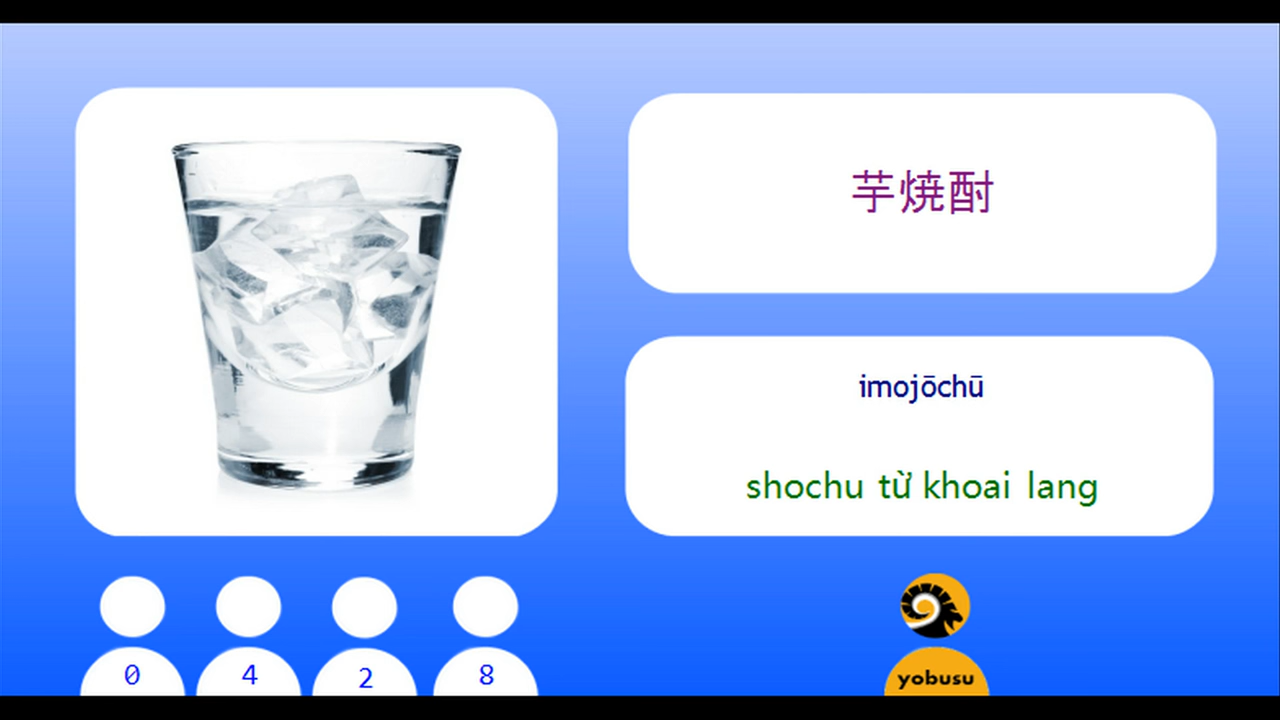 芋焼酎
imojōchū
shochu từ khoai lang
0 4 2 8
yobusu